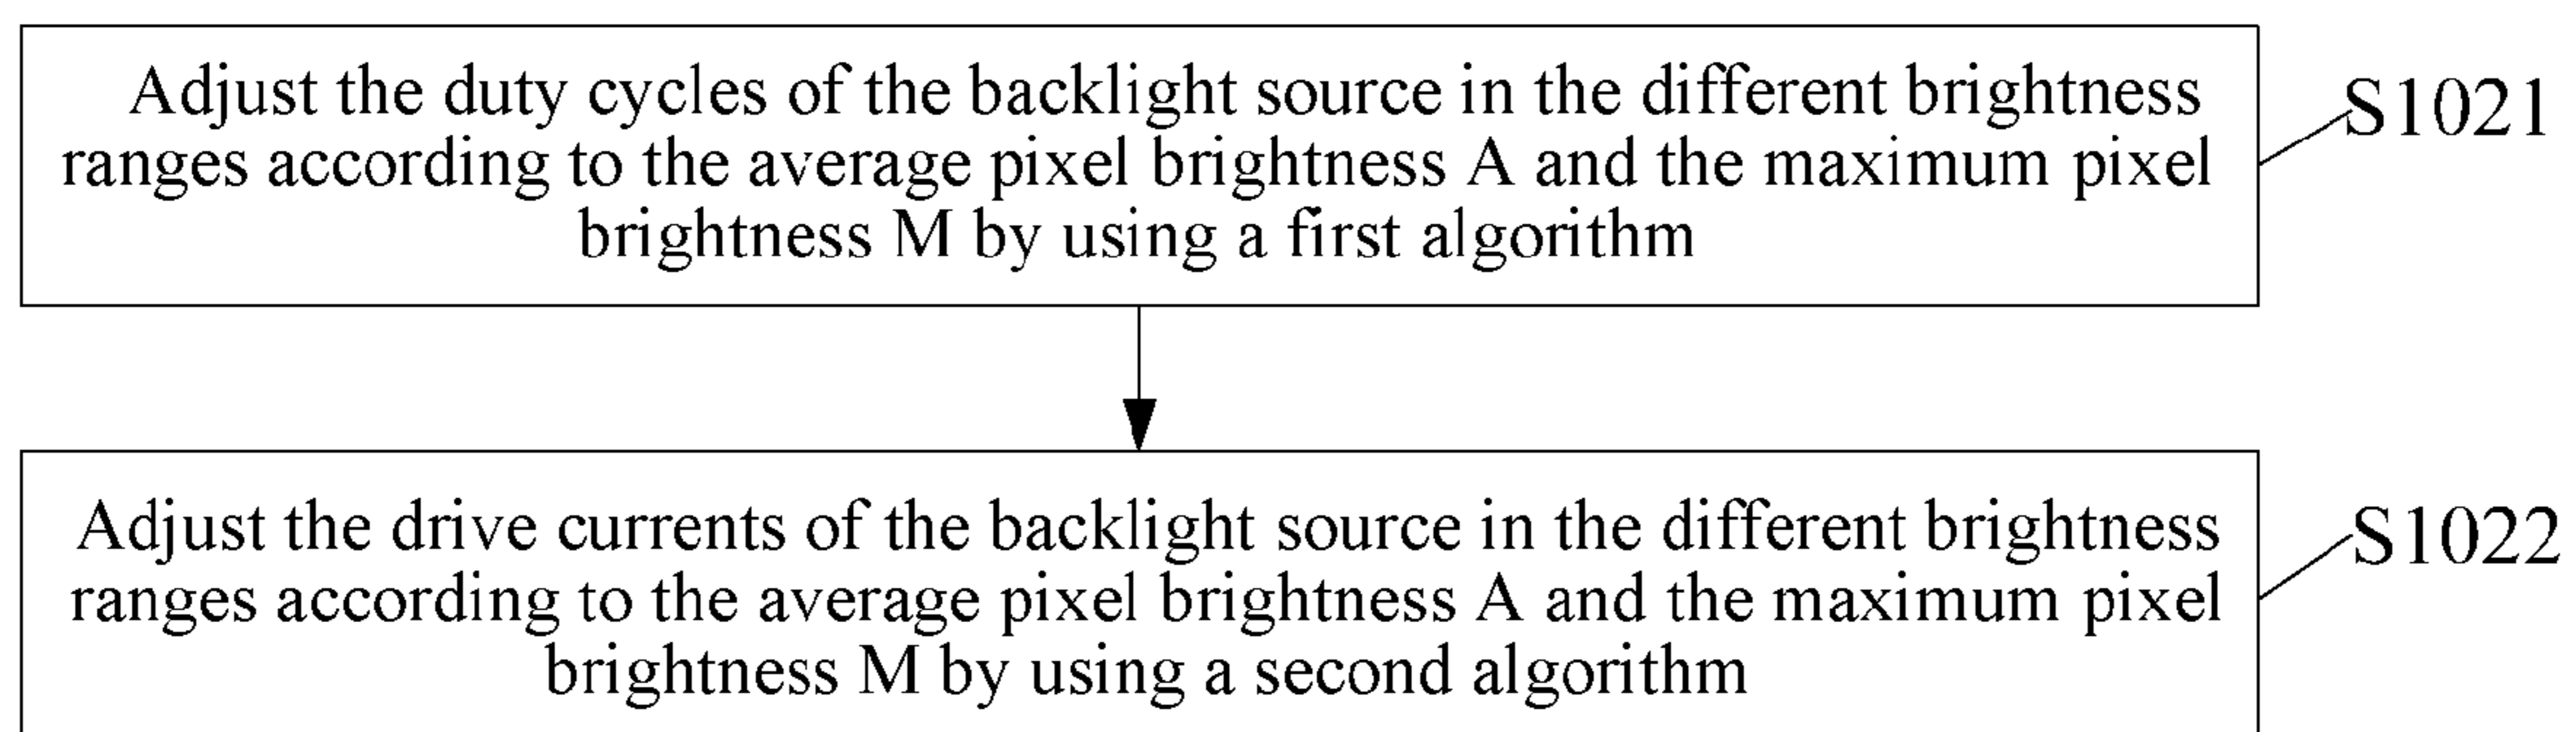 Adjust the duty cycles of the backlight source in the different brightness
ranges according to the average pixel brightness A and the maximum pixel
brightness M by using a first algorithm
S1021
Adjust the drive currents of the backlight source in the different brightness
ranges according to the average pixel brightness A and the maximum pixel
brightness M by using a second algorithm
S1022